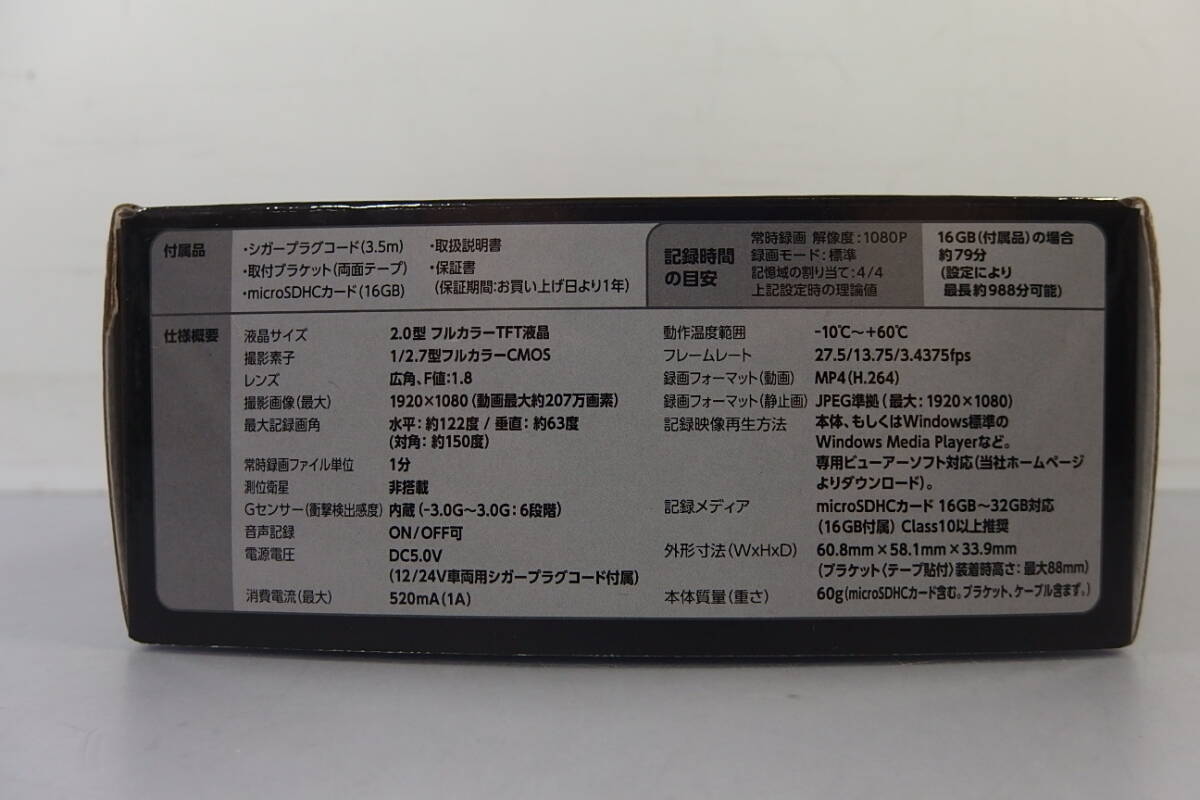 付属品
・シガープラグコード(3.5m)
・取付ブラケット(両面テープ)
・microSDHCカード(16GB)
・取扱説明書
・保証書
(保証期間:お買い上げ日より1年)
記録時間
の目安
常時録画 解像度:1080P
録画モード:標準
記憶域の割り当て:4/4
上記設定時の理論値
16GB(付属品)の場合
約79分
(設定により
最長約988分可能)
仕様概要
液晶サイズ 2.0型 フルカラーTFT液晶
撮影素子 1/2.7型フルカラーCMOS
レンズ 広角、F値:1.8
撮影画像(最大) 1920×1080(動画最大約207万画素)
最大記録画角 水平:約122度 / 垂直:約63度
(対角:約150度)
常時録画ファイル単位 1分
測位衛星 非搭載
Gセンサー(衝撃検出感度) 内蔵(-3.0G〜3.0G:6段階)
音声記録 ON/OFF可
電源電圧 DC5.0V
(12/24V車両用シガープラグコード付属)
消費電流(最大) 520mA(1A)
動作温度範囲 -10℃〜+60℃
フレームレート 27.5/13.75/3.4375fps
録画フォーマット(動画) MP4(H.264)
録画フォーマット(静止画) JPEG準拠(最大:1920×1080)
記録映像再生方法 本体、もしくはWindows標準の
Windows Media Playerなど。
専用ビューアーソフト対応(当社ホームページ
よりダウンロード)。
記録メディア microSDHCカード 16GB〜32GB対応
(16GB付属) Class10以上推奨
外形寸法(WxHxD) 60.8mm×58.1mm×33.9mm
(ブラケット〈テープ貼付〉装着時高さ:最大88mm)
本体質量(重さ) 60g(microSDHCカード含む。ブラケット、ケーブル含まず。)